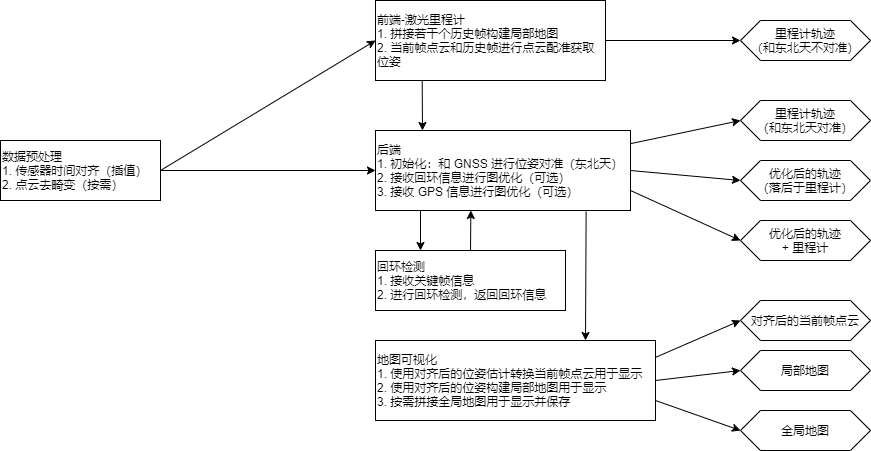 前端-激光里程计
1. 拼接若干个历史帧构建局部地图
2. 当前帧点云和历史帧进行点云配准获取
位姿
里程计轨迹
(和东北天不对准)
数据预处理
1. 传感器时间对齐（插值）
2. 点云去畸变（按需）
后端
1. 初始化：和 GNSS 进行位姿对准（东北天）
2. 接收回环信息进行图优化（可选）
3. 接收 GPS 信息进行图优化（可选）
里程计轨迹
(和东北天对准)
优化后的轨迹
(落后于里程计)
优化后的轨迹
+ 里程计
回环检测
1. 接收关键帧信息
2. 进行回环检测，返回回环信息
地图可视化
1. 使用对齐后的位姿估计转换当前帧点云用于显示
2. 使用对齐后的位姿构建局部地图用于显示
3. 按需拼接全局地图用于显示并保存
对齐后的当前帧点云
局部地图
全局地图